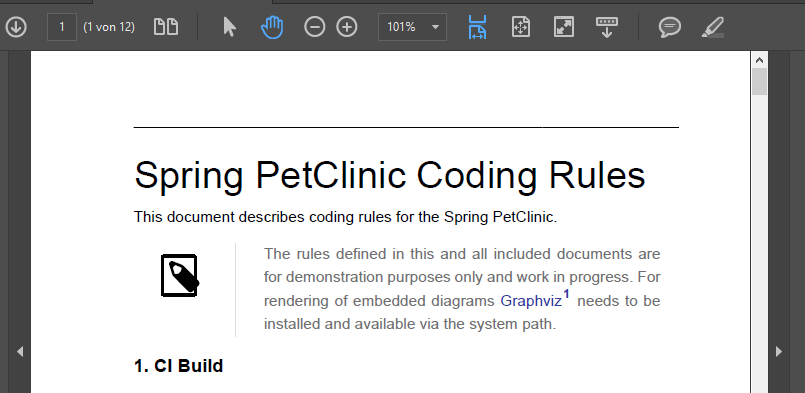 1 (1 von 12) 101%
Spring PetClinic Coding Rules
This document describes coding rules for the Spring PetClinic.
The rules defined in this and all included documents are
for demonstration purposes only and work in progress. For
rendering of embedded diagrams Graphviz1 needs to be
installed and available via the system path.
1. CI Build